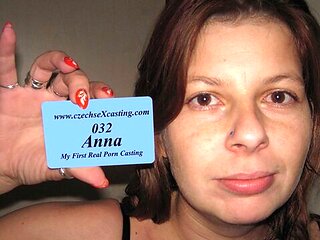 www.czechseXcasting.com
032
Anna
My First Real Porn Casting